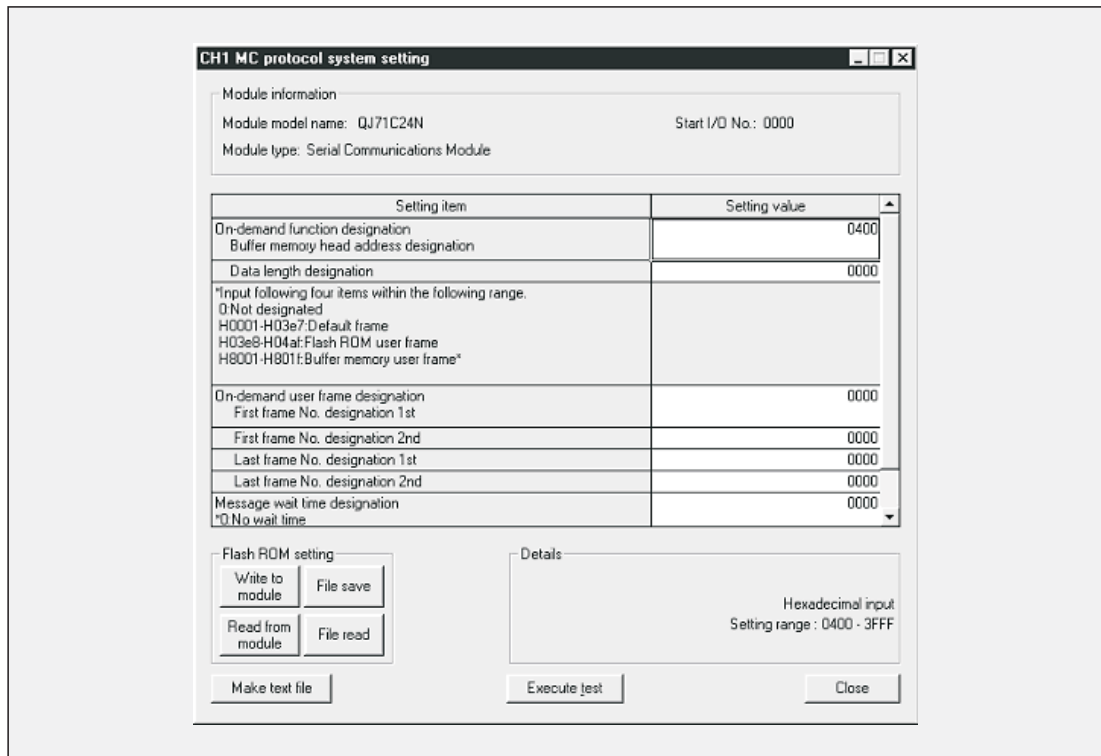 CH1 MC protocol system setting
Module information
Module model name: QJ71C24N
Start I/O No.: 0000
Module type: Serial Communications Module
Setting item
Setting value
On-demand function designation
Buffer memory head address designation
0400
Data length designation
0000
*Input following four items within the following range.
0:Not designated
H0001-H03e7:Default frame
H03e8-H04af:Flash ROM user frame
H8001-H801f:Buffer memory user frame*
On-demand user frame designation
First frame No. designation 1st
0000
First frame No. designation 2nd
0000
Last frame No. designation 1st
0000
Last frame No. designation 2nd
0000
Message wait time designation
*0:No wait time
0000
Flash ROM setting
Write to
module
File save
Read from
module
File read
Details
Hexadecimal input
Setting range : 0400 - 3FFF
Make text file
Execute test
Close